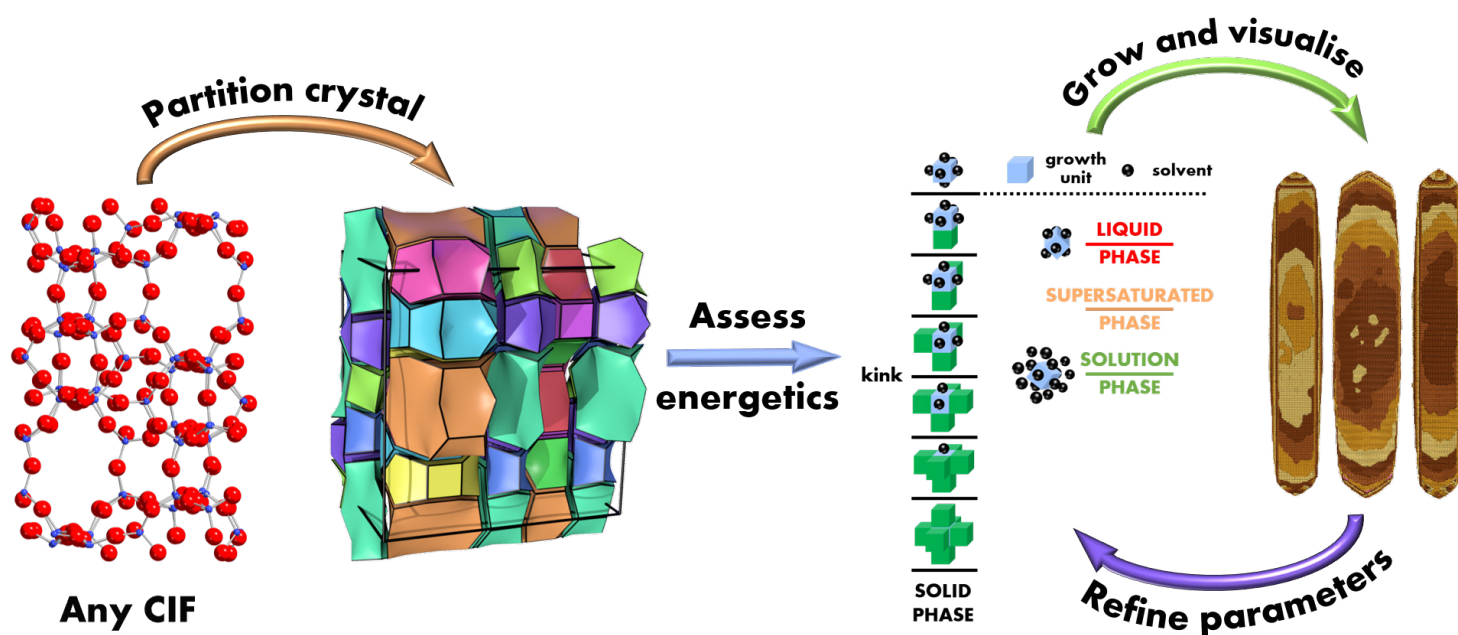 Partition crystal
Any CIF
Assess
energetics
Grow and visualise
growth
unit
solvent
LIQUID
PHASE
SUPERSATURATED
PHASE
SOLUTION
PHASE
kink
SOLID
PHASE
Refine parameters